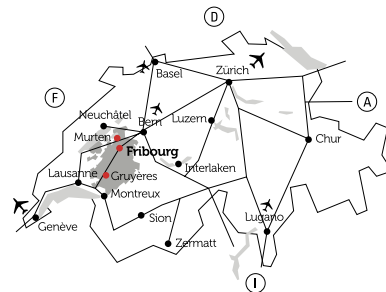 D
Basel
Zürich
F
A
Neuchâtel
Bern
Luzern
Murten
Fribourg
Chur
Lausanne
Gruyères
Interlaken
Montreux
Genève
Sion
Lugano
Zermatt
I